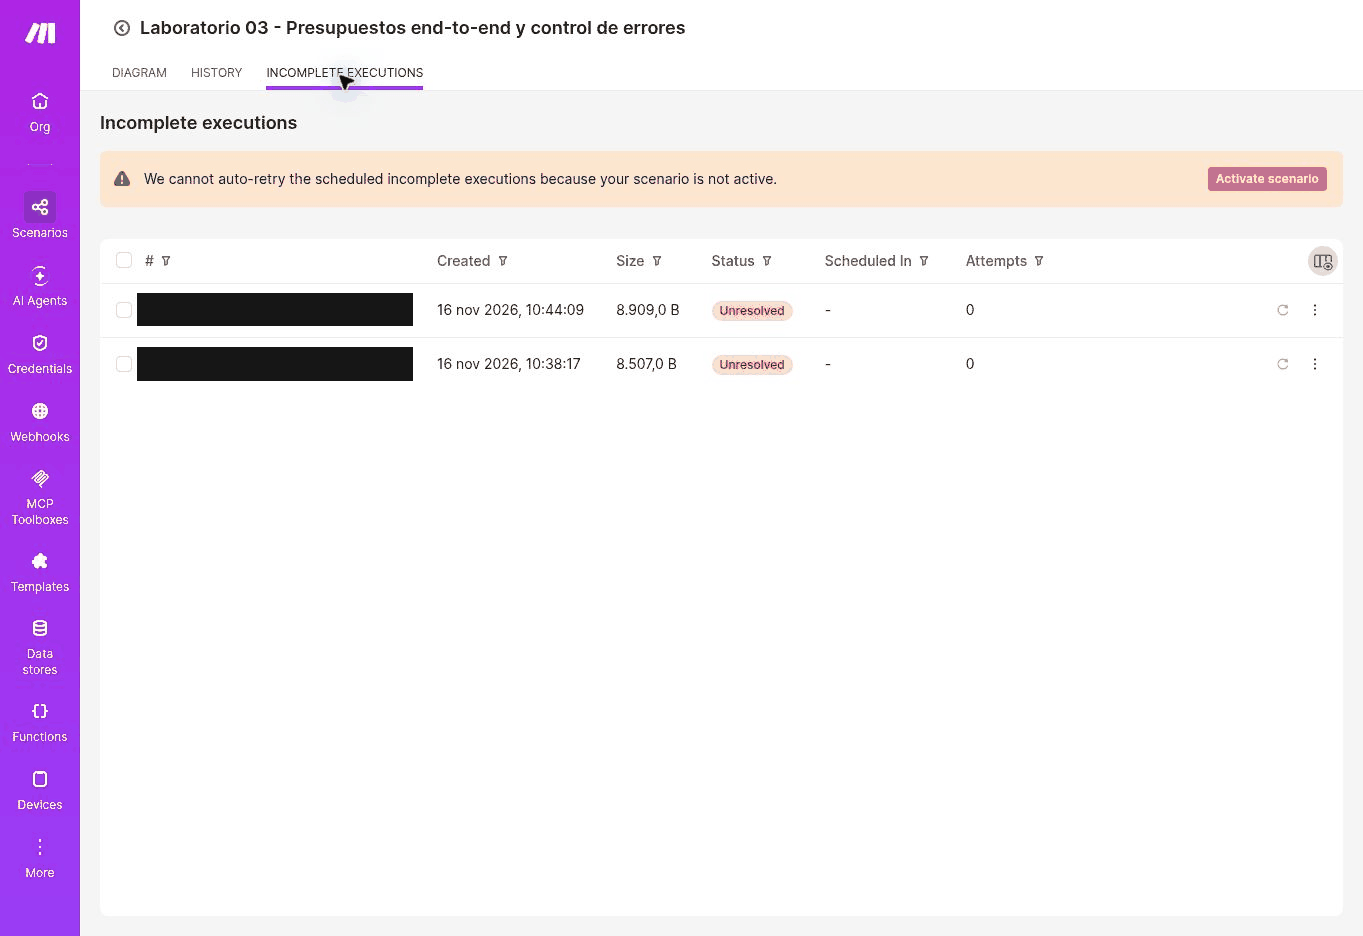 Laboratorio 03 - Presupuestos end-to-end y control de errores
DIAGRAM HISTORY INCOMPLETE EXECUTIONS
Org
Scenarios
AI Agents
Credentials
Webhooks
MCP
Toolboxes
Templates
Data
stores
Functions
Devices
More
Incomplete executions
We cannot auto-retry the scheduled incomplete executions because your scenario is not active.
Activate scenario
# Created Size Status Scheduled In Attempts
16 nov 2026, 10:44:09 8.909,0 B Unresolved - 0
16 nov 2026, 10:38:17 8.507,0 B Unresolved - 0